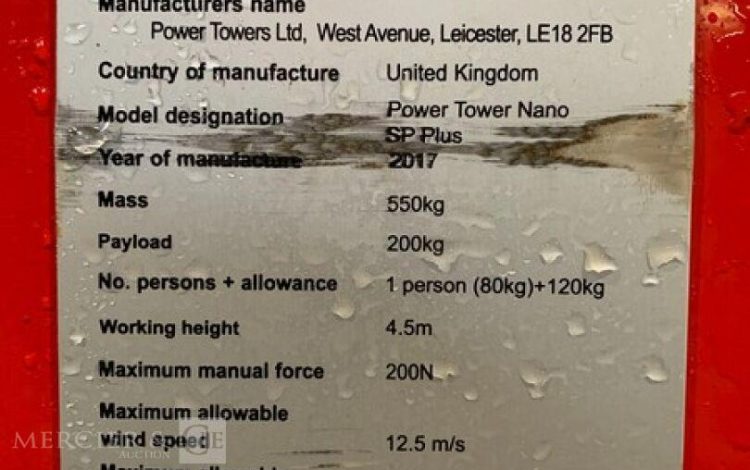 Manufacturers name
Power Towers Ltd, West Avenue, Leicester, LE18 2FB
Country of manufacture United Kingdom
Model designation Power Tower Nano
SP Plus
Year of manufacture 2017
Mass 550kg
Payload 200kg
No. persons + allowance 1 person (80kg)+120kg
Working height 4.5m
Maximum manual force 200N
Maximum allowable
wind speed 12.5 m/s
AUCTION